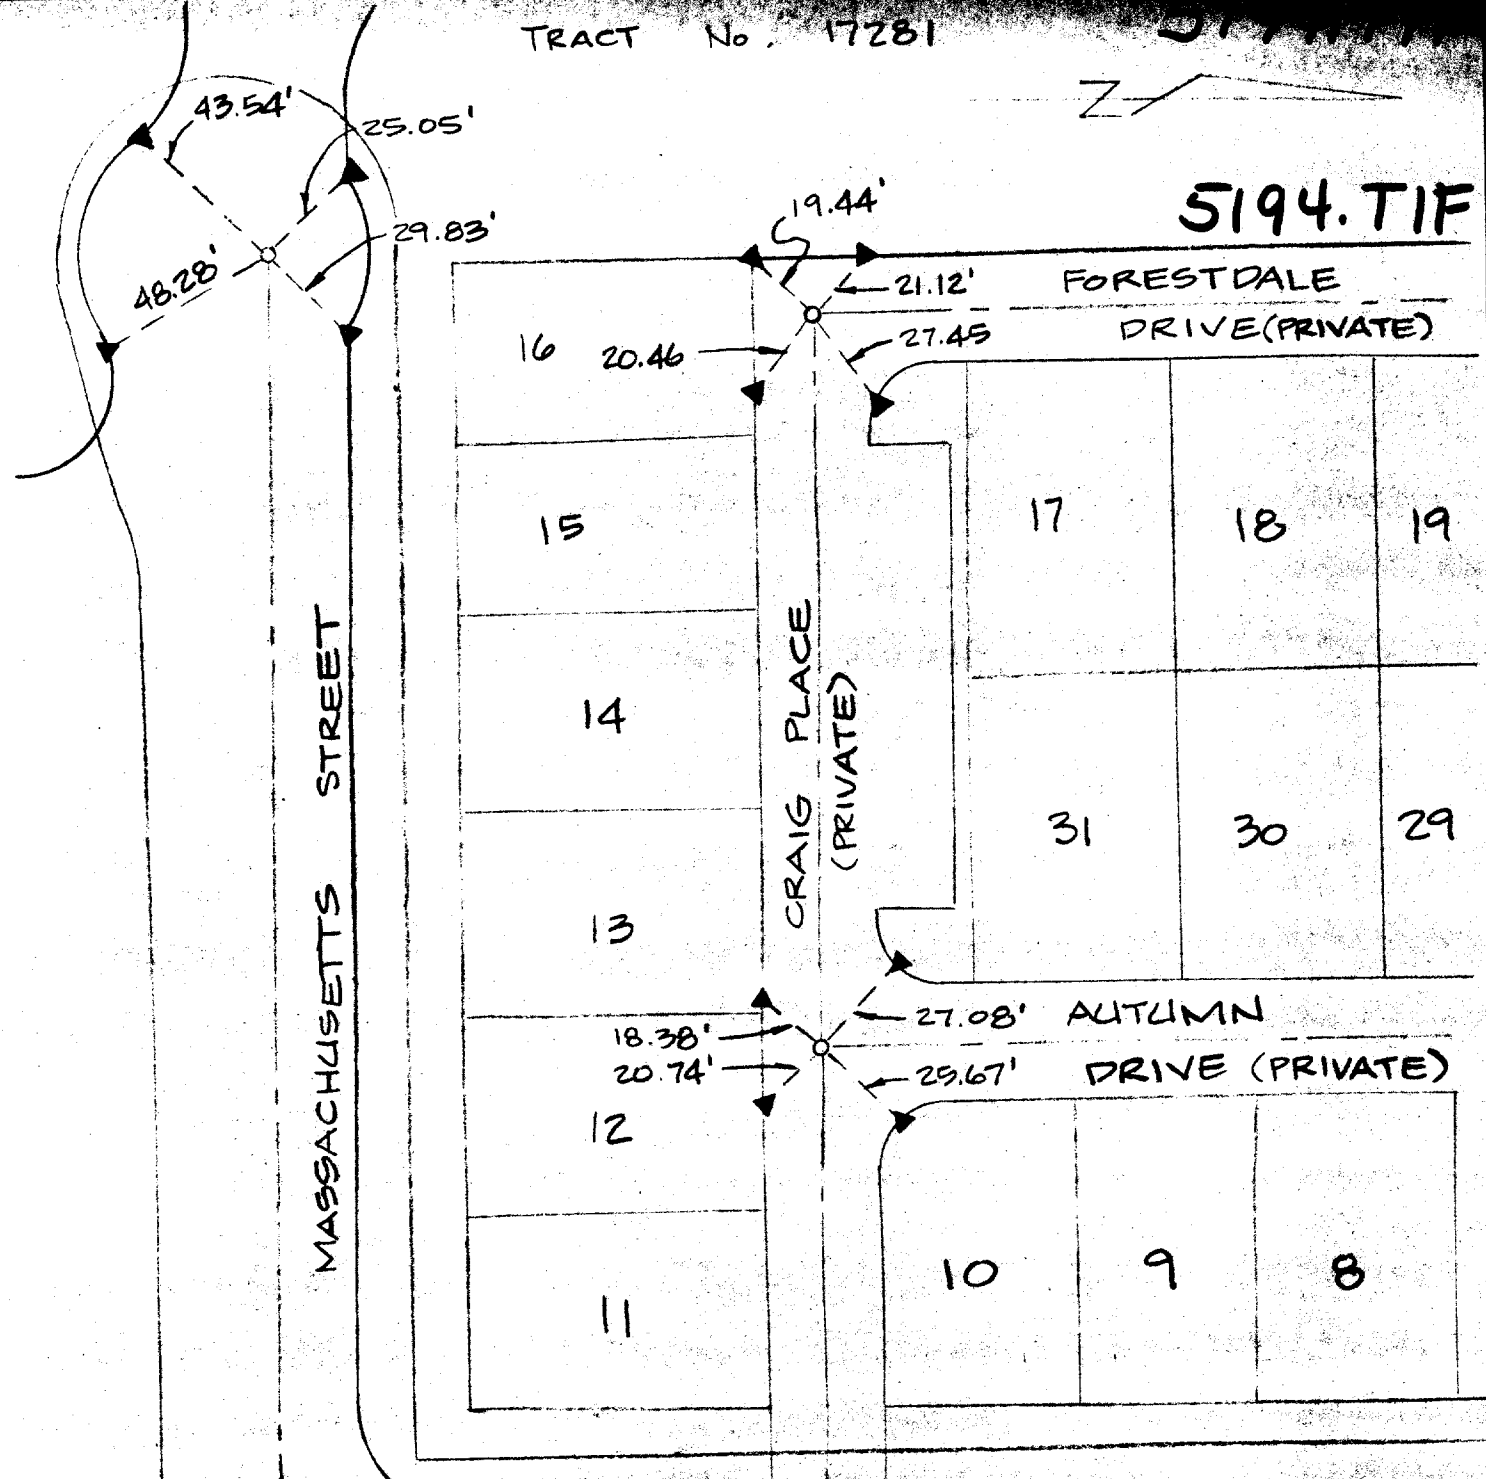 TRACT No. 17281
Z
5194.TIF
43.54'
25.05'
29.83'
48.28'
19.44'
21.12'
FORESTDALE
DRIVE (PRIVATE)
27.45
20.46
16
15
14
13
12
11
17
18
19
31
30
29
CRAIG PLACE
(PRIVATE)
MASSACHUSETTS STREET
18.38'
20.74'
27.08'
25.67'
AUTUMN
DRIVE (PRIVATE)
10
9
8